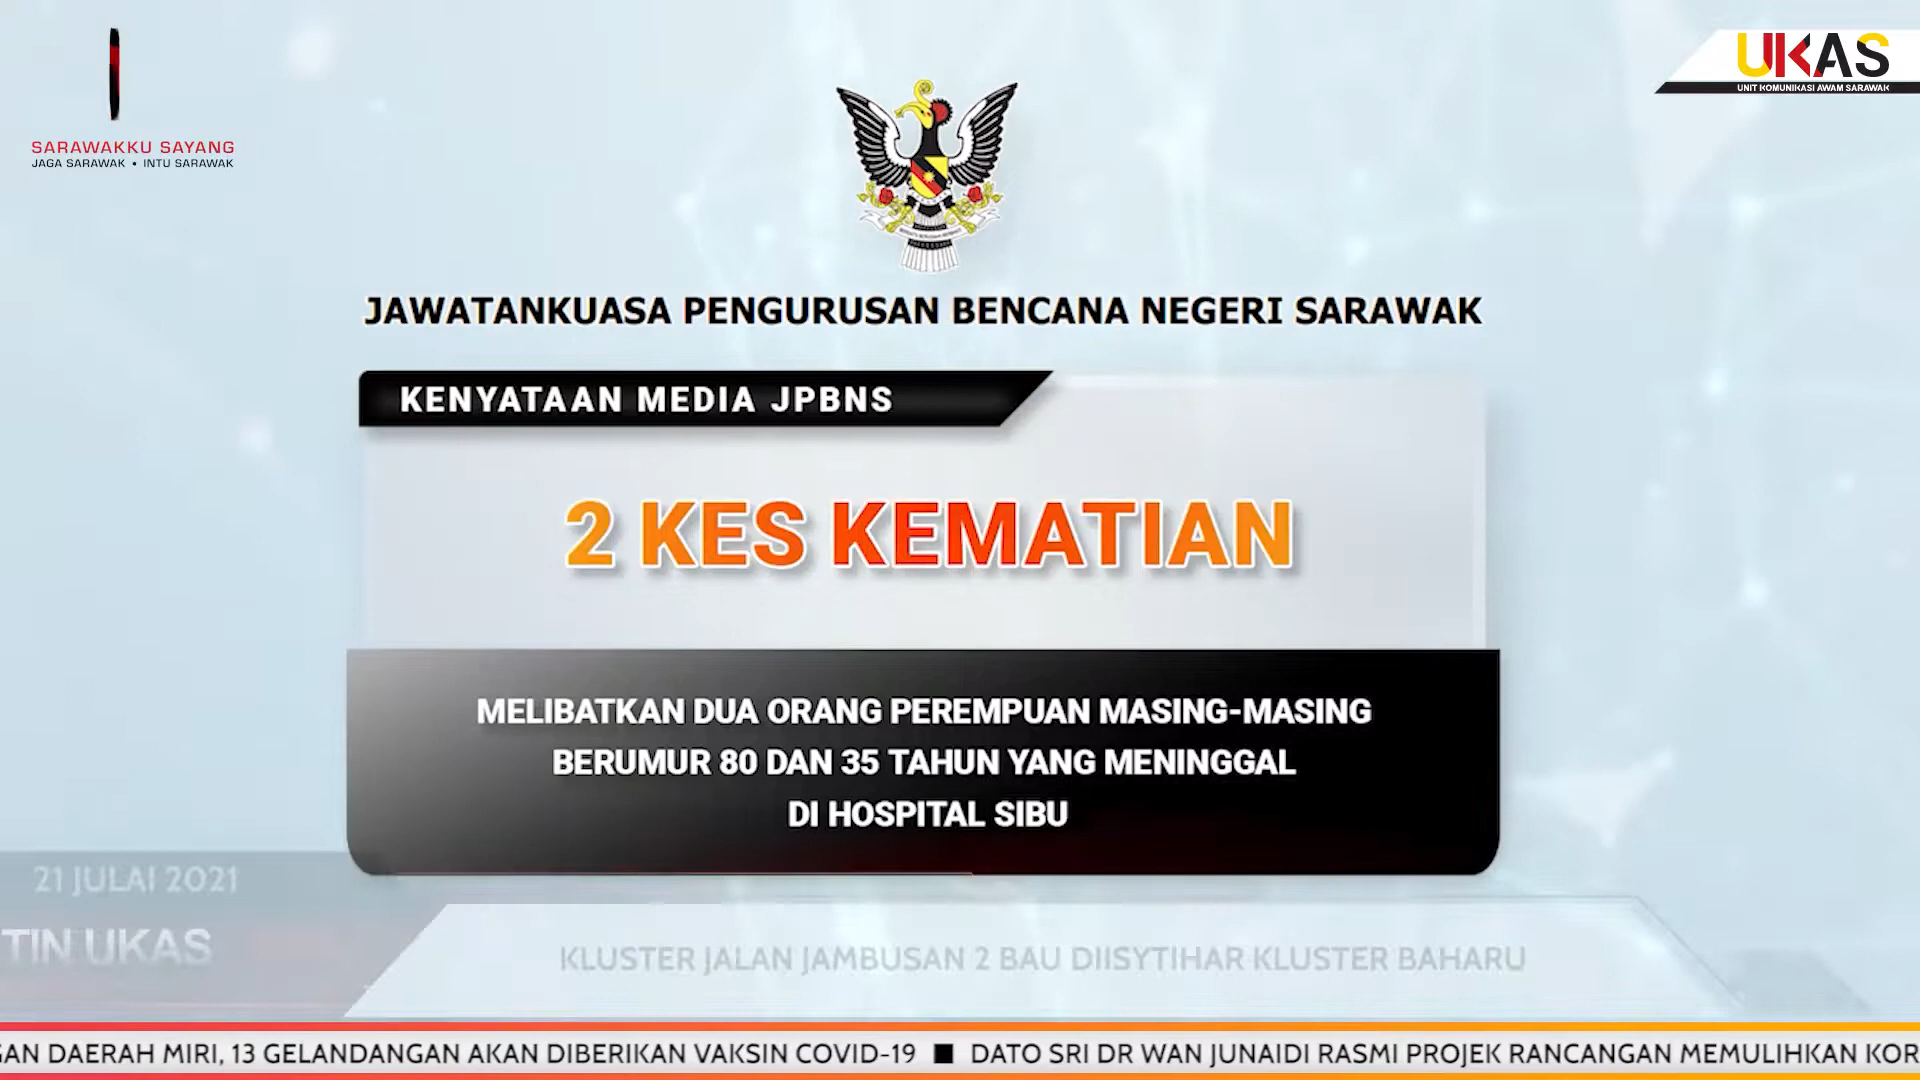 UKAS
UNIT KOMUNIKASI AWAM SARAWAK
SARAWAKKU SAYANG
JAGA SARAWAK • INTU SARAWAK
JAWATANKUASA PENGURUSAN BENCANA NEGERI SARAWAK
KENYATAAN MEDIA JPBNS
2 KES KEMATIAN
MELIBATKAN DUA ORANG PEREMPUAN MASING-MASING
BERUMUR 80 DAN 35 TAHUN YANG MENINGGAL
DI HOSPITAL SIBU
21 JULAI 2021
TIN UKAS
KLUSTER JALAN JAMBUSAN 2 BAU DIISYTIHAR KLUSTER BAHARU
GAN DAERAH MIRI, 13 GELANDANGAN AKAN DIBERIKAN VAKSIN COVID-19 ■ DATO SRI DR WAN JUNAIDI RASMI PROJEK RANCANGAN MEMULIHKAN KOR